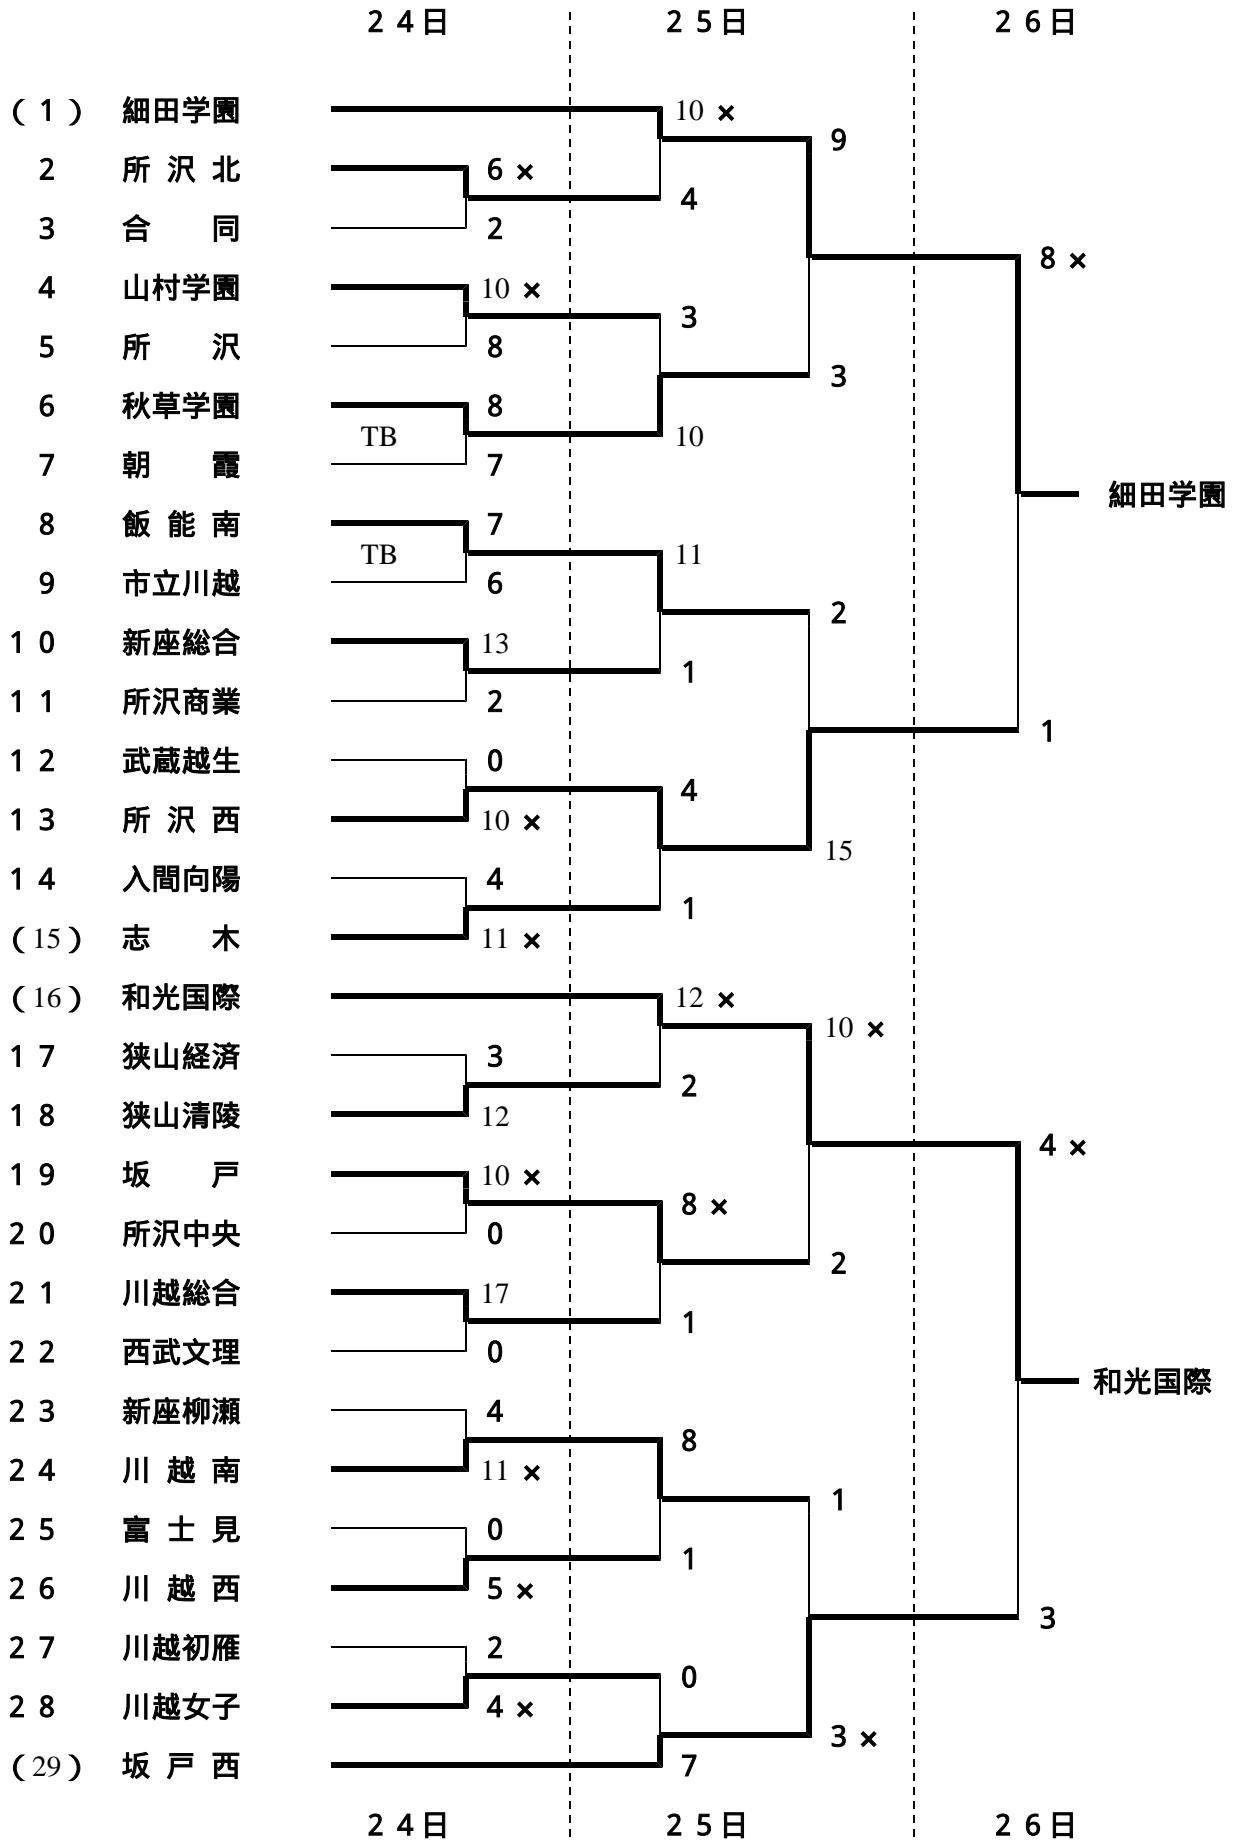 ２４日 ２５日 ２６日
(１) 細田学園 10 × 9
２ 所沢北 6 ×
4
３ 合同 2
8 ×
４ 山村学園 10 ×
3
５ 所沢 8
3
６ 秋草学園 8
TB 10
７ 朝霞 7
細田学園
８ 飯能南 7
TB 11
９ 市立川越 6
2
１０ 新座総合 13
1
１１ 所沢商業 2
1
１２ 武蔵越生 0
4
１３ 所沢西 10 ×
15
１４ 入間向陽 4
1
(15) 志木 11 ×
(16) 和光国際 12 ×
10 ×
１７ 狭山経済 3
2
１８ 狭山清陵 12
4 ×
１９ 坂戸 10 ×
8 ×
２０ 所沢中央 0
2
２１ 川越総合 17
1
２２ 西武文理 0
和光国際
２３ 新座柳瀬 4
8
２４ 川越南 11 ×
1
２５ 富士見 0
1
２６ 川越西 5 ×
3
２７ 川越初雁 2
0
２８ 川越女子 4 ×
3 ×
(29) 坂戸西 7
２４日 ２５日 ２６日